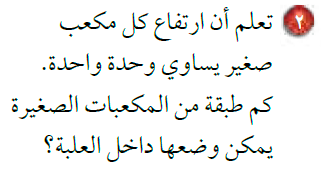 ٢ تعلم أن ارتفاع كل مكعب
صغير يساوي وحدة واحدة.
كم طبقة من المكعبات الصغيرة
يمكن وضعها داخل العلبة؟